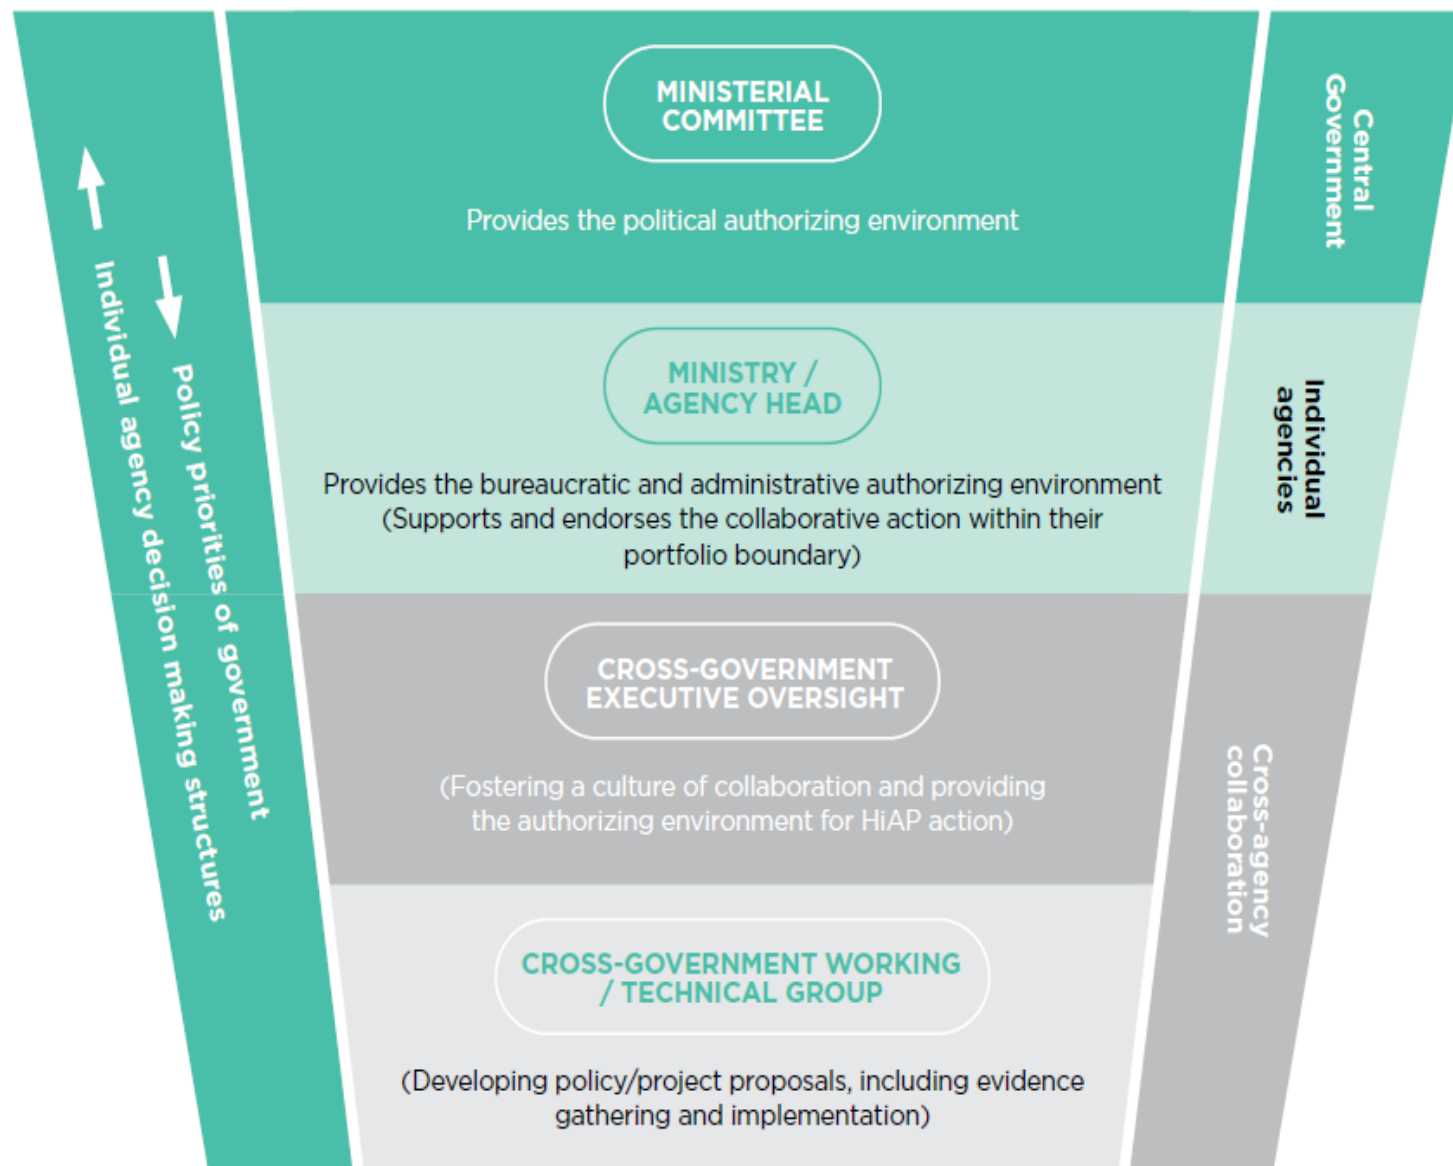 MINISTERIAL
COMMITTEE
Provides the political authorizing environment
Central
Government
Individual agency decision making structures
Policy priorities of government
MINISTRY /
AGENCY HEAD
Provides the bureaucratic and administrative authorizing environment
(Supports and endorses the collaborative action within their
portfolio boundary)
Individual
agencies
CROSS-GOVERNMENT
EXECUTIVE OVERSIGHT
(Fostering a culture of collaboration and providing
the authorizing environment for HiAP action)
Cross-agency
collaboration
CROSS-GOVERNMENT WORKING
/ TECHNICAL GROUP
(Developing policy/project proposals, including evidence
gathering and implementation)